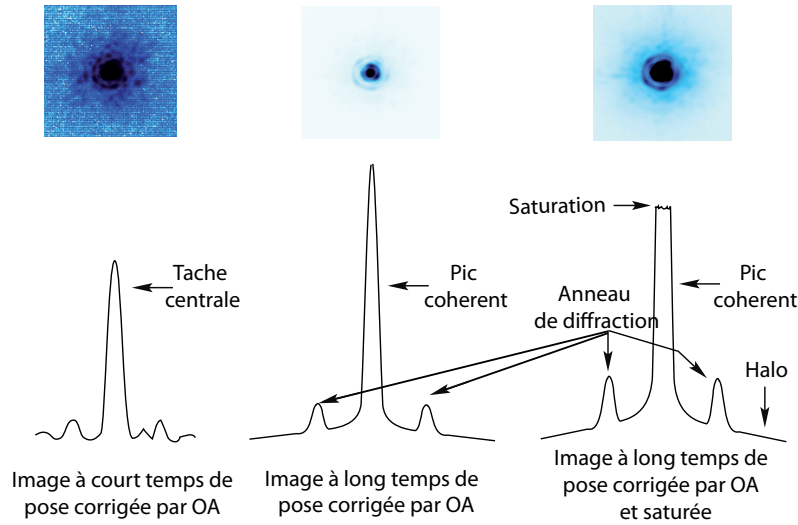 Saturation
Tache
centrale
Pic
coherent
Anneau
de diffraction
Pic
coherent
Halo
Image à court temps de
pose corrigée par OA
Image à long temps de
pose corrigée par OA
Image à long temps de
pose corrigée par OA
et saturée